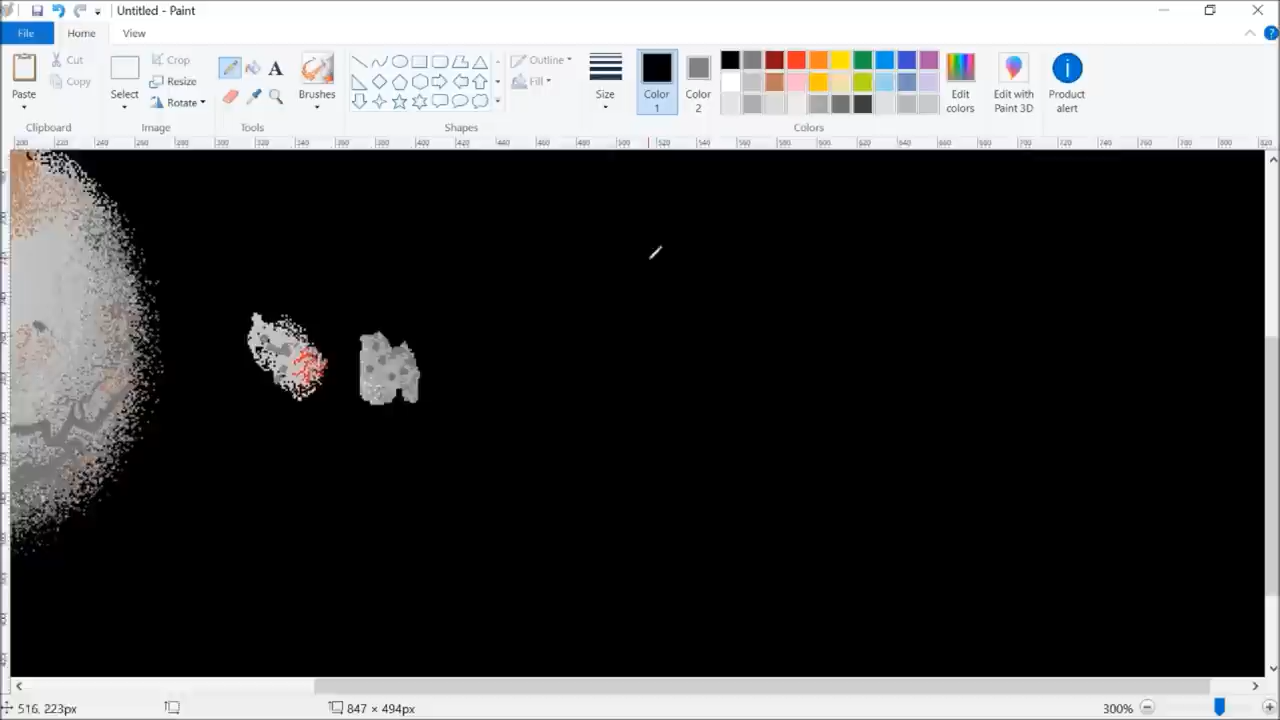 Untitled - Paint
File
Home
View
Paste
Cut
Copy
Clipboard
Select
Crop
Resize
Rotate
Image
A
Tools
Brushes
Shapes
Outline
Fill
Size
Color 1
Color 2
Edit colors
Colors
Edit with Paint 3D
Product alert
516, 223px
847 × 494px
300%